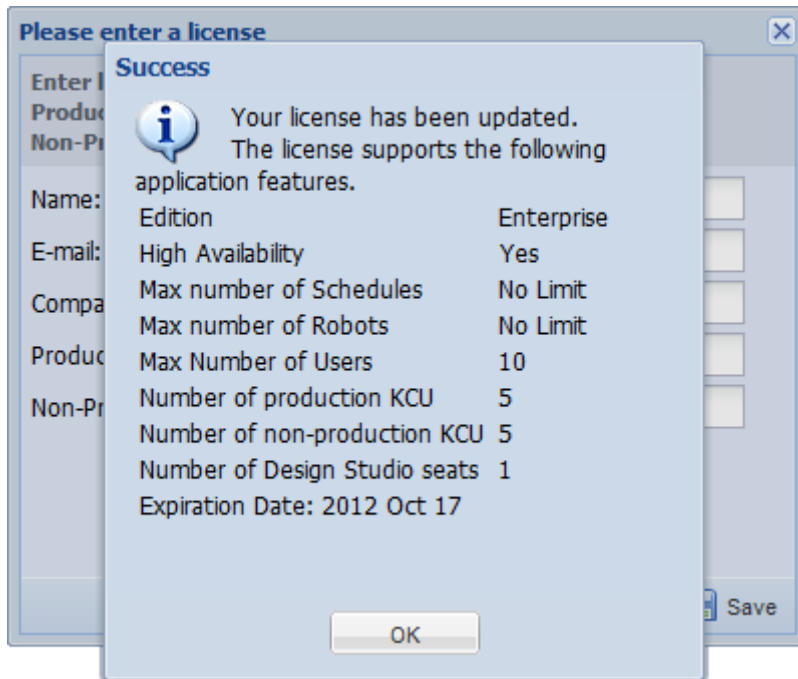 Please enter a license
Success
Enter
Your license has been updated.
The license supports the following
application features.
Name:
Edition Enterprise
E-mail:
High Availability Yes
Max number of Schedules No Limit
Max number of Robots No Limit
Max Number of Users 10
Number of production KCU 5
Number of non-production KCU 5
Number of Design Studio seats 1
Expiration Date: 2012 Oct 17
Save
OK